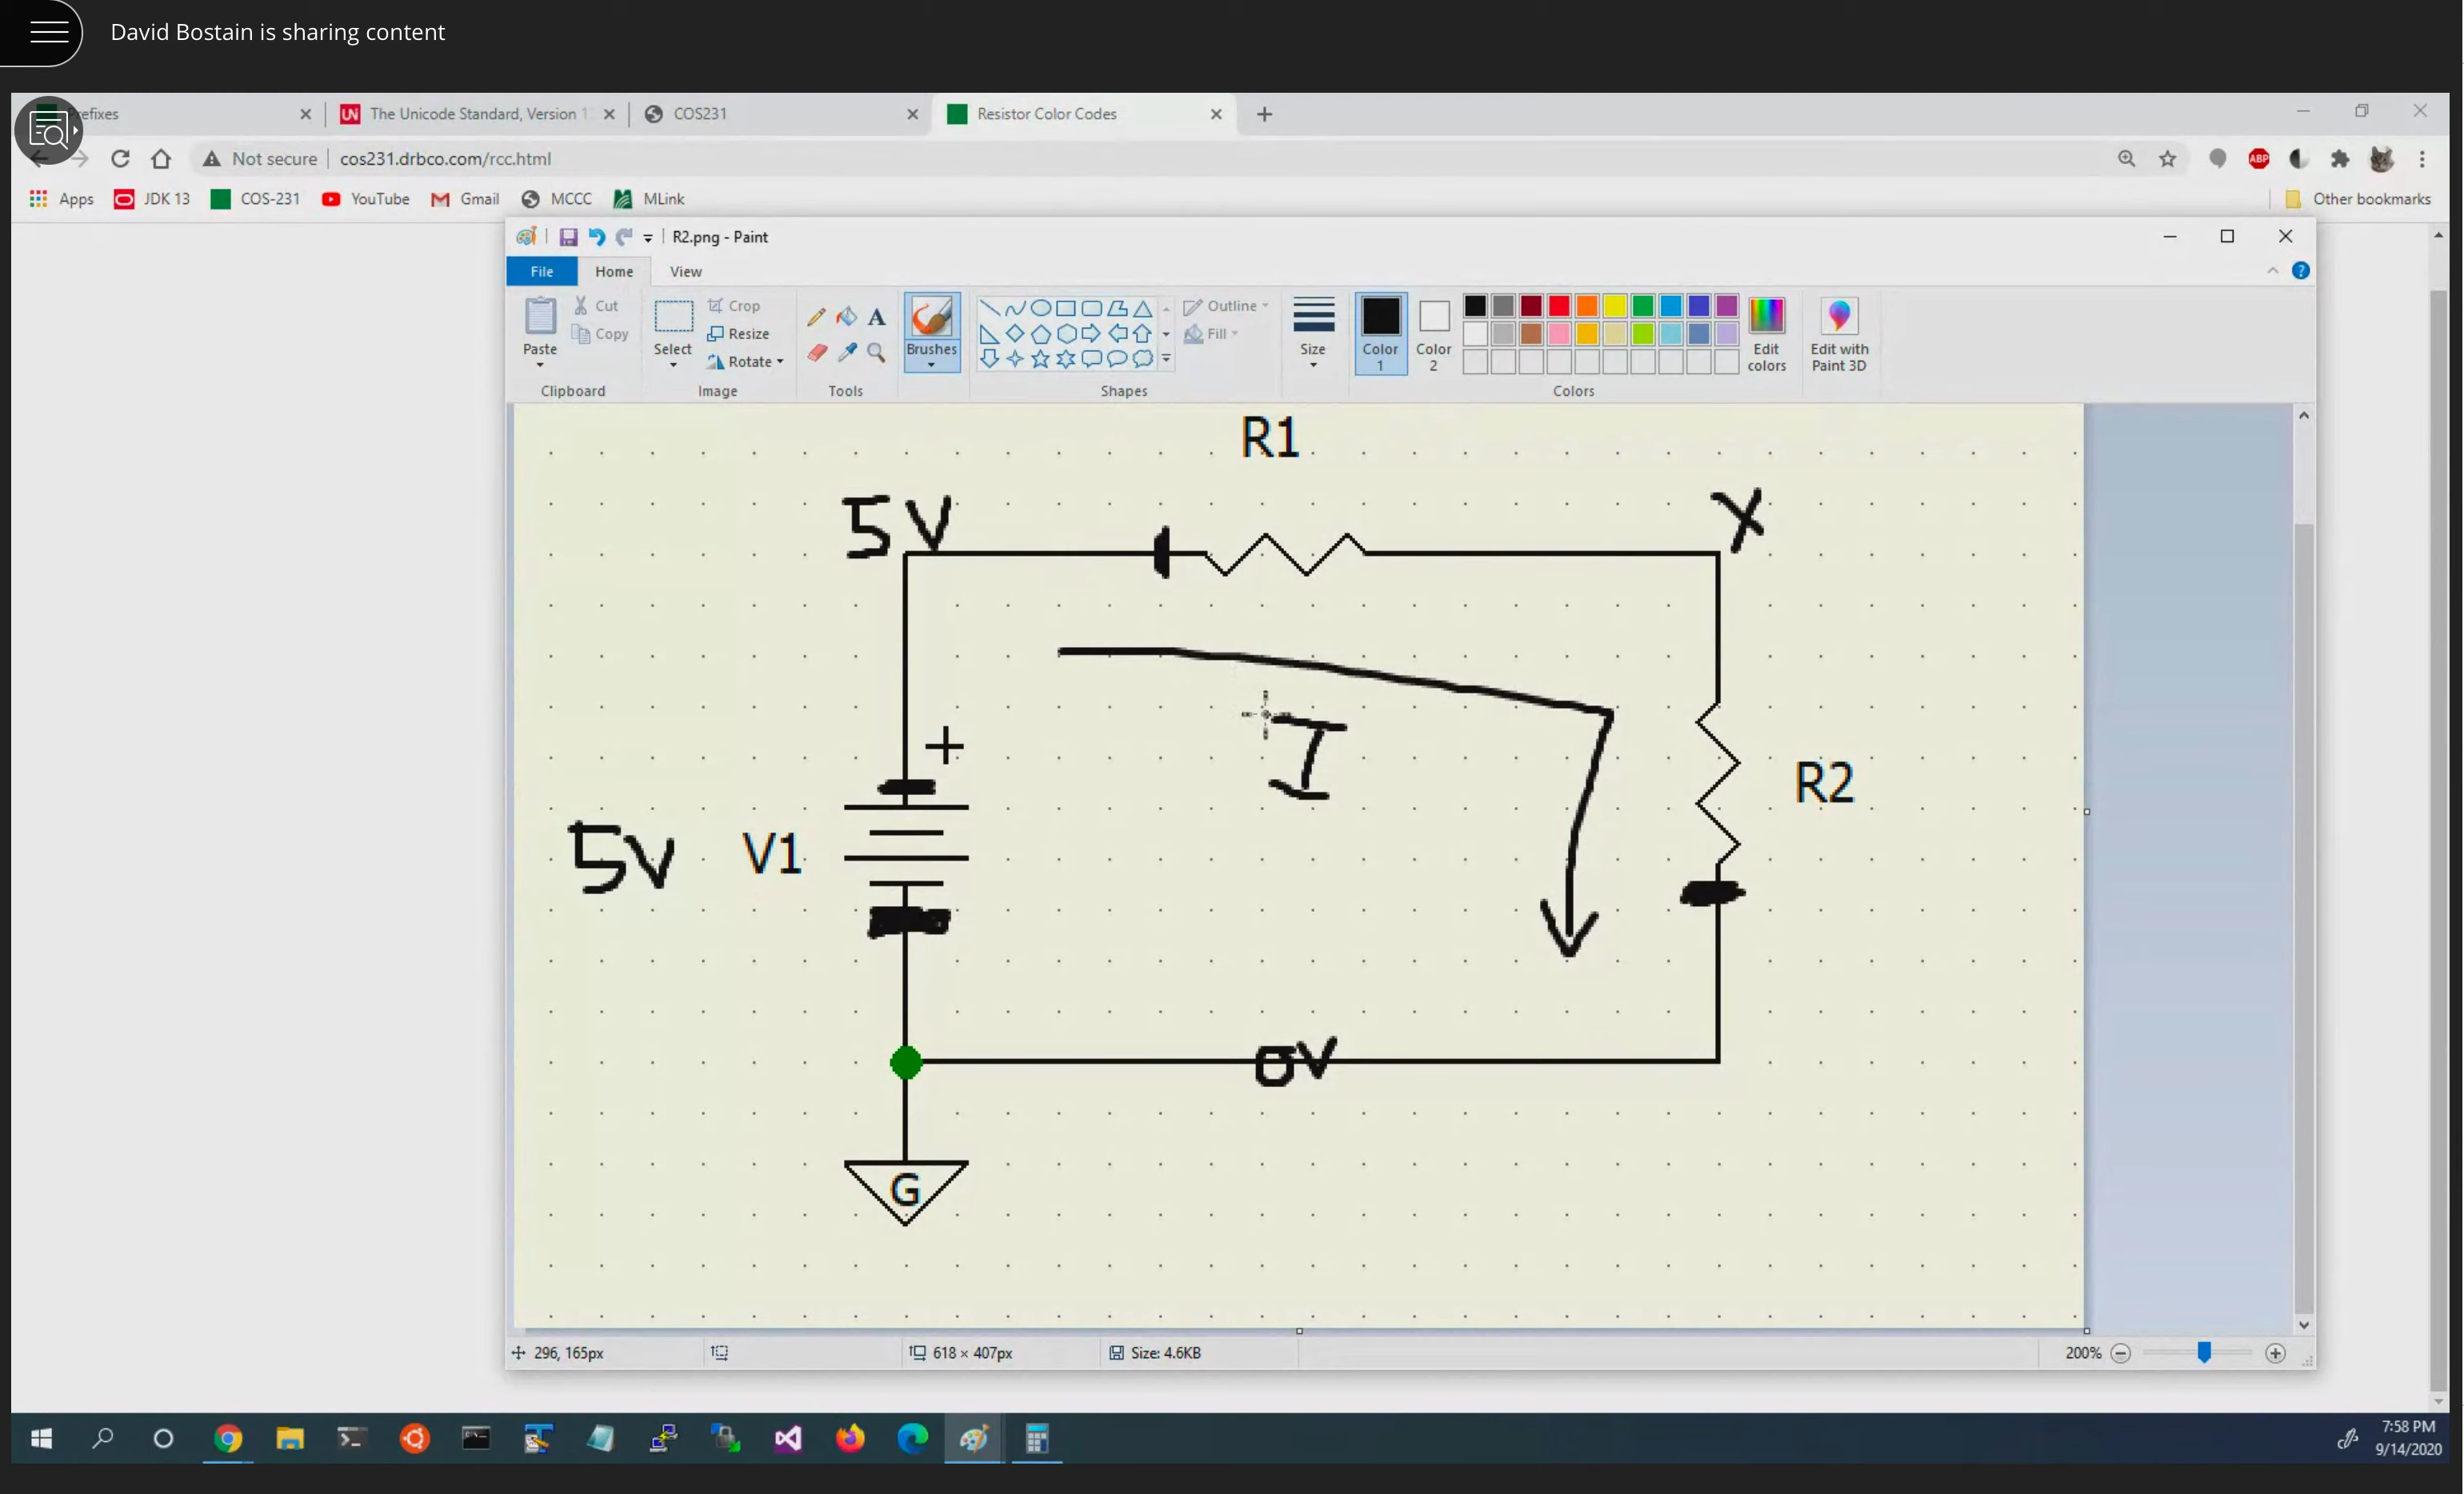 David Bostain is sharing content
refixes
The Unicode Standard, Version 1
COS231
Resistor Color Codes
Not secure
cos231.drbco.com/rcc.html
ABP
Apps
JDK 13
COS-231
YouTube
Gmail
MCCC
MLink
Other bookmarks
R2.png - Paint
File
Home
View
Paste
Cut
Copy
Clipboard
Select
Crop
Resize
Rotate
Image
A
Tools
Brushes
Outline
Fill
Shapes
Size
Color 1
Color 2
Edit colors
Edit with Paint 3D
Colors
R1
5V
X
+
I
R2
5V
V1
0V
G
296, 165px
618 × 407px
Size: 4.6KB
200%
7:58 PM
9/14/2020